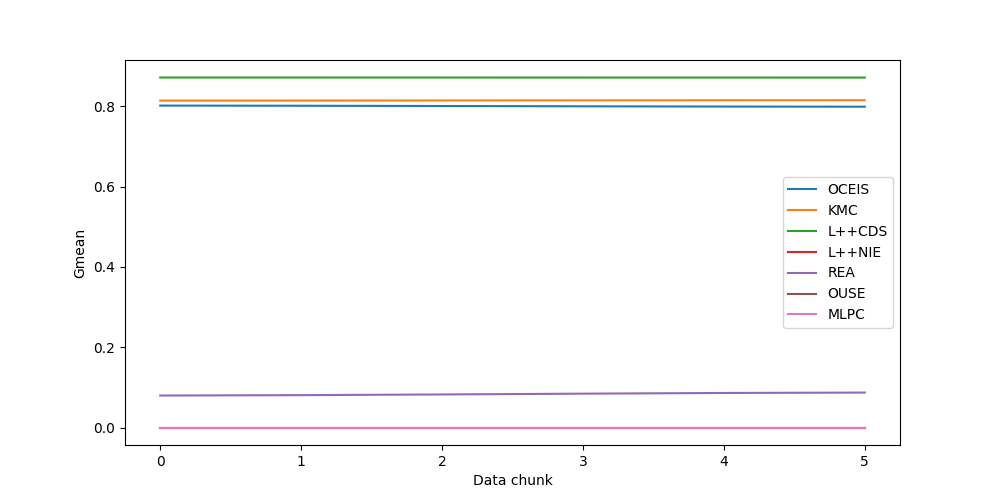 0.8
0.6
0.4
0.2
0.0
Gmean
OCEIS
KMC
L++CDS
L++NIE
REA
OUSE
MLPC
0 1 2 3 4 5
Data chunk